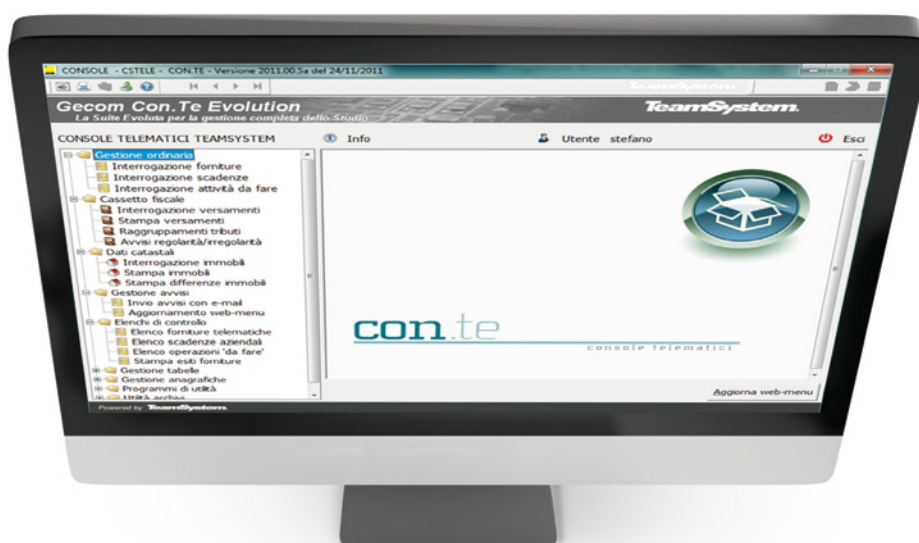 CONSOLE - CSTELE - CON.TE - Versione 2011.00.5a del 24/11/2011
TeamSystem
Gecom Con.Te Evolution
La Suite Evoluta per la gestione completa dello Studio
TeamSystem.
CONSOLE TELEMATICI TEAMSYSTEM
Info
Utente stefano
Esci
Gestione ordinaria
Interrogazione forniture
Interrogazione scadenze
Interrogazione attività da fare
Cassetto fiscale
Interrogazione versamenti
Stampa versamenti
Raggruppamenti tributi
Avvisi regolarità/irregolarità
Dati catastali
Interrogazione immobili
Stampa immobili
Stampa differenze immobili
Gestione avvisi
Invio avvisi con e-mail
Aggiornamento web-menu
Elenchi di controllo
Elenco forniture telematiche
Elenco scadenze aziendali
Elenco operazioni 'da fare'
Stampa esiti forniture
Gestione tabelle
Gestione anagrafiche
Programmi di utilità
Utilità archivi
con.te
console telematici
Aggiorna web-menu
Powered by TeamSystem.